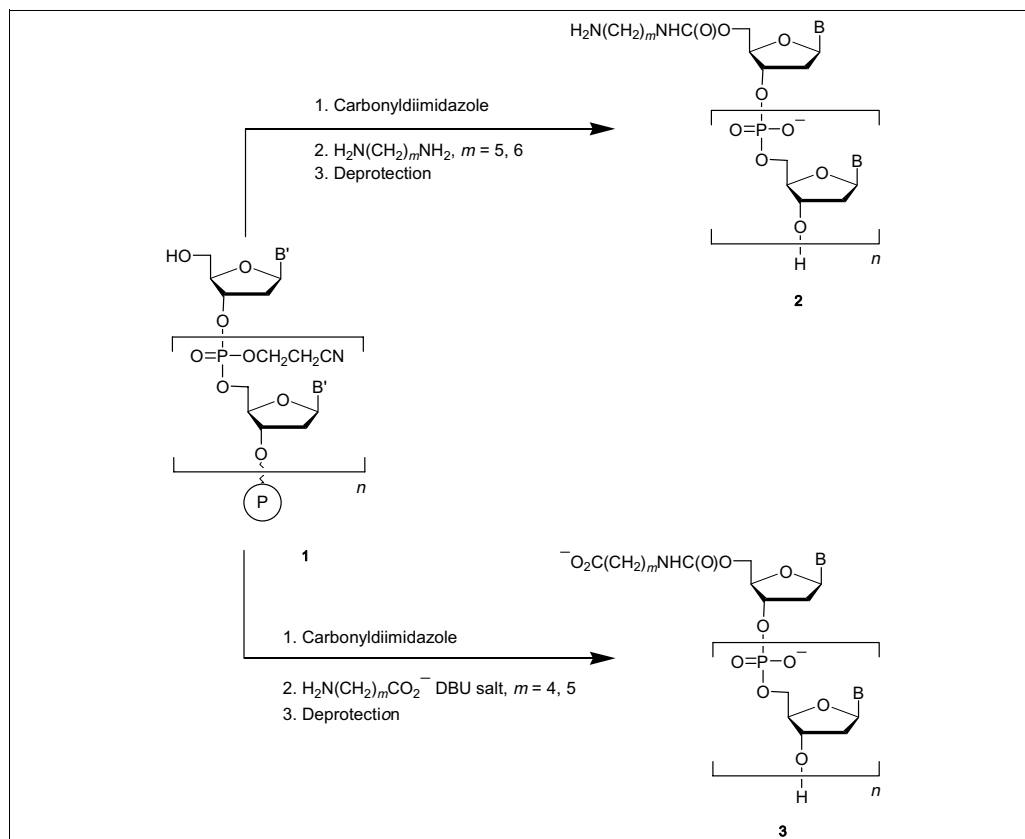 H₂N(CH₂)ₘNHC(O)O
B
O
O
O=P—O⁻
O
B
O
O
H
n
2
1. Carbonyldiimidazole
2. H₂N(CH₂)ₘNH₂, m = 5, 6
3. Deprotection
HO
B'
O
O
O=P—OCH₂CH₂CN
O
B'
O
O
n
P
1
1. Carbonyldiimidazole
2. H₂N(CH₂)ₘCO₂⁻ DBU salt, m = 4, 5
3. Deprotection
⁻O₂C(CH₂)ₘNHC(O)O
B
O
O
O=P—O⁻
O
B
O
O
H
n
3